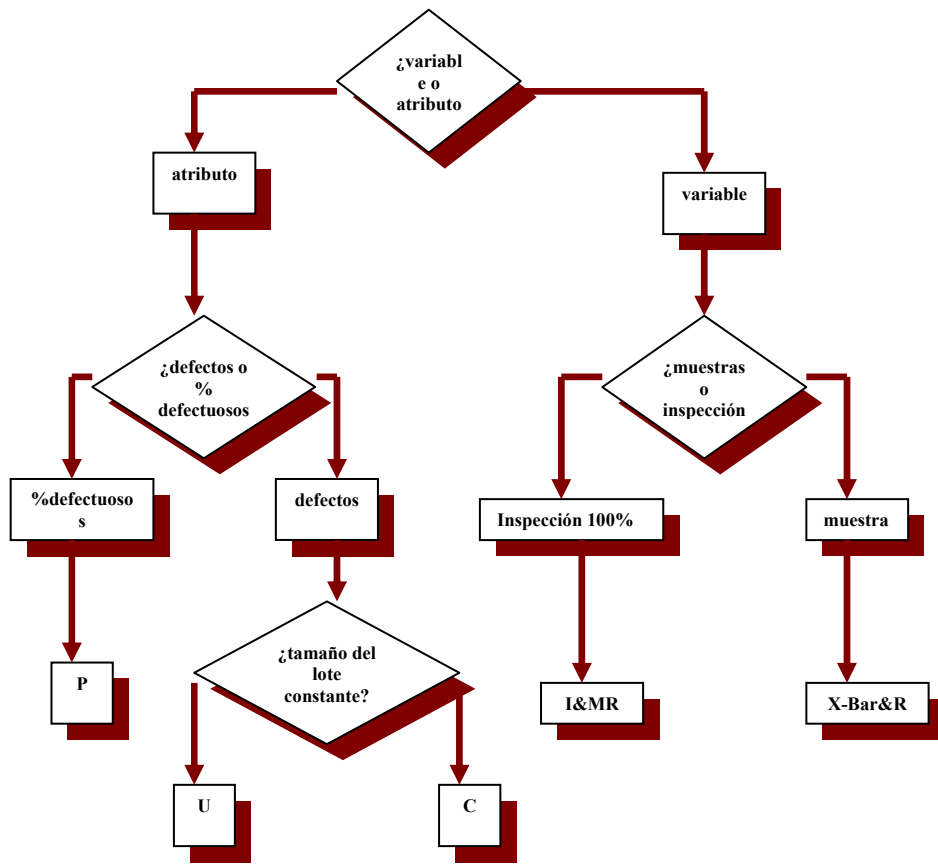 ¿variabl
e o
atributo
atributo
variable
¿defectos o
%
defectuosos
¿muestras
o
inspección
%defectuoso
s
defectos
Inspección 100%
muestra
¿tamaño del
lote
constante?
P
I&MR
X-Bar&R
U
C